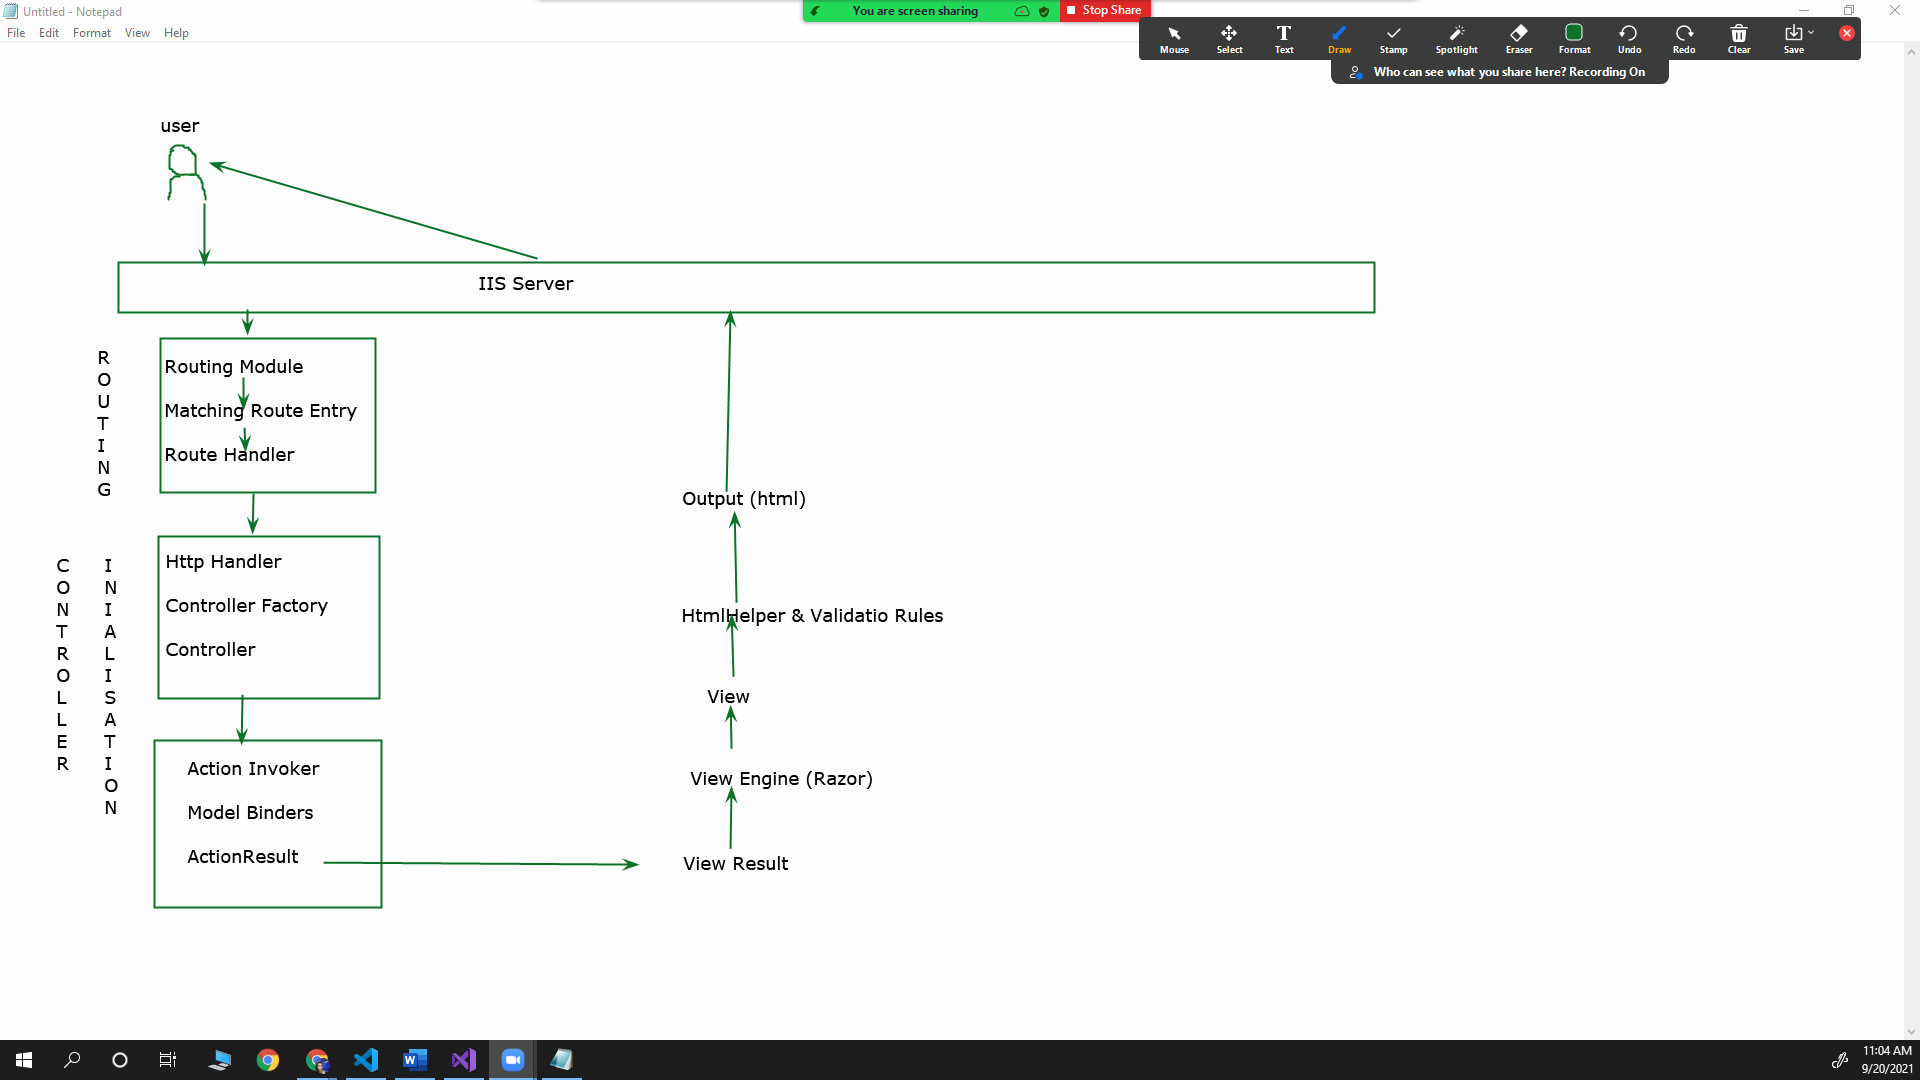 Untitled - Notepad
You are screen sharing
Stop Share
File Edit Format View Help
Mouse Select Text Draw Stamp Spotlight Eraser Format Undo Redo Clear Save
Who can see what you share here? Recording On
user
IIS Server
ROUTING
Routing Module
Matching Route Entry
Route Handler
CONTROLLER
INIALISATION
Http Handler
Controller Factory
Controller
Action Invoker
Model Binders
ActionResult
Output (html)
HtmlHelper & Validatio Rules
View
View Engine (Razor)
View Result
11:04 AM
9/20/2021